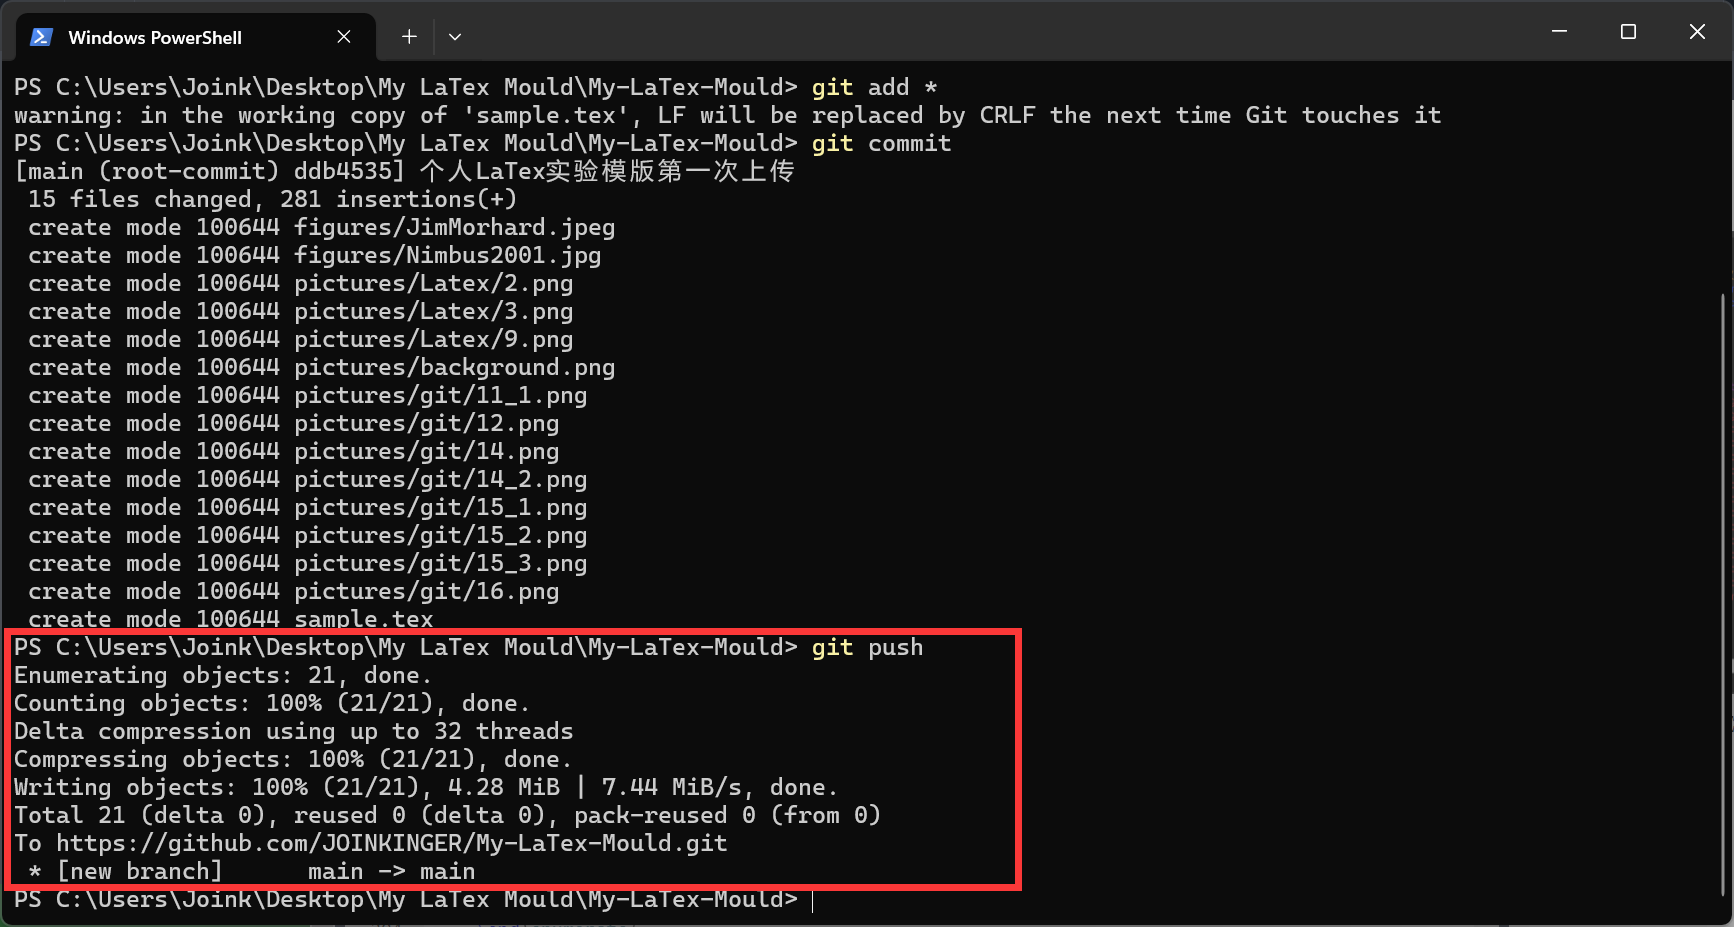 Windows PowerShell
PS C:\Users\Joink\Desktop\My LaTex Mould\My-LaTex-Mould> git add *
warning: in the working copy of 'sample.tex', LF will be replaced by CRLF the next time Git touches it
PS C:\Users\Joink\Desktop\My LaTex Mould\My-LaTex-Mould> git commit
[main (root-commit) ddb4535] 个人LaTex实验模版第一次上传
 15 files changed, 281 insertions(+)
 create mode 100644 figures/JimMorhard.jpeg
 create mode 100644 figures/Nimbus2001.jpg
 create mode 100644 pictures/Latex/2.png
 create mode 100644 pictures/Latex/3.png
 create mode 100644 pictures/Latex/9.png
 create mode 100644 pictures/background.png
 create mode 100644 pictures/git/11_1.png
 create mode 100644 pictures/git/12.png
 create mode 100644 pictures/git/14.png
 create mode 100644 pictures/git/14_2.png
 create mode 100644 pictures/git/15_1.png
 create mode 100644 pictures/git/15_2.png
 create mode 100644 pictures/git/15_3.png
 create mode 100644 pictures/git/16.png
 create mode 100644 sample.tex
PS C:\Users\Joink\Desktop\My LaTex Mould\My-LaTex-Mould> git push
Enumerating objects: 21, done.
Counting objects: 100% (21/21), done.
Delta compression using up to 32 threads
Compressing objects: 100% (21/21), done.
Writing objects: 100% (21/21), 4.28 MiB | 7.44 MiB/s, done.
Total 21 (delta 0), reused 0 (delta 0), pack-reused 0 (from 0)
To https://github.com/JOINKINGER/My-LaTex-Mould.git
 * [new branch]      main -> main
PS C:\Users\Joink\Desktop\My LaTex Mould\My-LaTex-Mould>